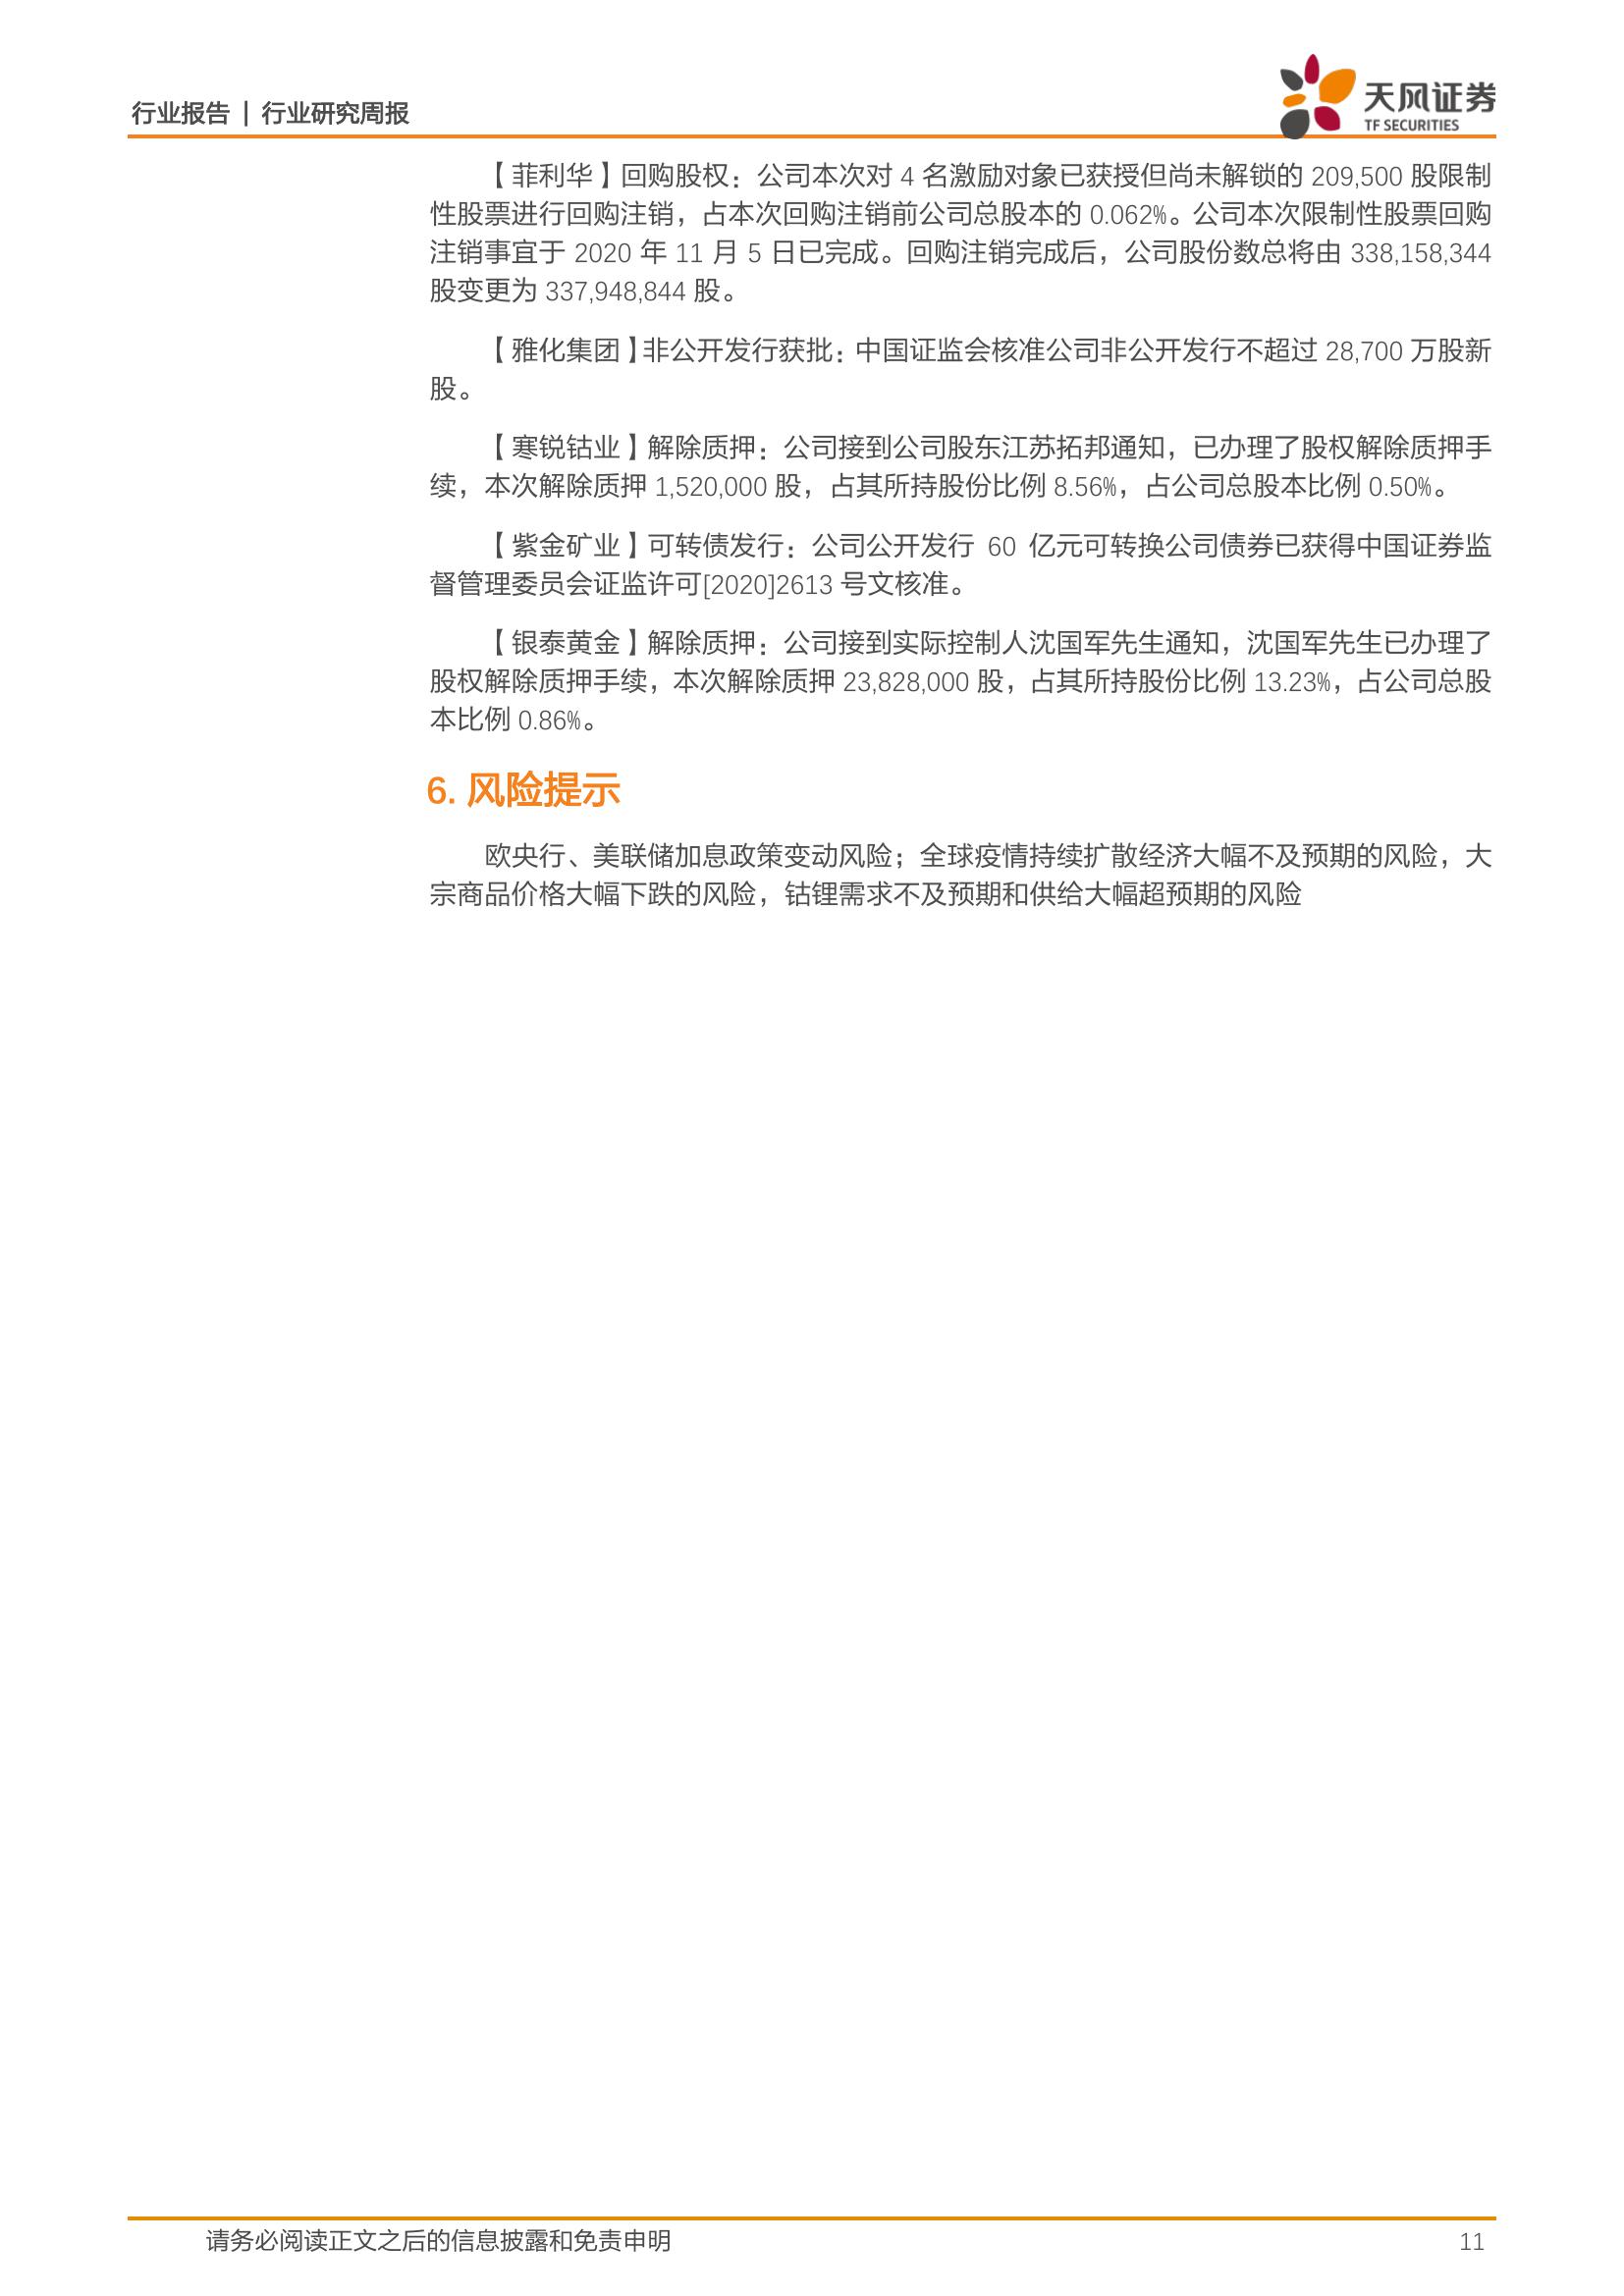 行业报告 | 行业研究周报
天风证券
TF SECURITIES
【菲利华】回购股权：公司本次对 4 名激励对象已获授但尚未解锁的 209,500 股限制
性股票进行回购注销，占本次回购注销前公司总股本的 0.062%。公司本次限制性股票回购
注销事宜于 2020 年 11 月 5 日已完成。回购注销完成后，公司股份数总将由 338,158,344
股变更为 337,948,844 股。
【雅化集团】非公开发行获批：中国证监会核准公司非公开发行不超过 28,700 万股新
股。
【寒锐钴业】解除质押：公司接到公司股东江苏拓邦通知，已办理了股权解除质押手
续，本次解除质押 1,520,000 股，占其所持股份比例 8.56%，占公司总股本比例 0.50%。
【紫金矿业】可转债发行：公司公开发行 60 亿元可转换公司债券已获得中国证券监
督管理委员会证监许可[2020]2613 号文核准。
【银泰黄金】解除质押：公司接到实际控制人沈国军先生通知，沈国军先生已办理了
股权解除质押手续，本次解除质押 23,828,000 股，占其所持股份比例 13.23%，占公司总股
本比例 0.86%。
6. 风险提示
欧央行、美联储加息政策变动风险；全球疫情持续扩散经济大幅不及预期的风险，大
宗商品价格大幅下跌的风险，钴锂需求不及预期和供给大幅超预期的风险
请务必阅读正文之后的信息披露和免责申明
11